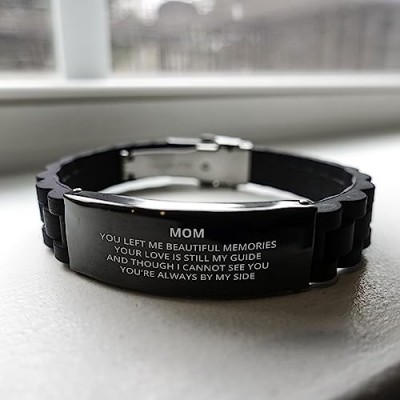 MOM
YOU LEFT ME BEAUTIFUL MEMORIES
YOUR LOVE IS STILL MY GUIDE
AND THOUGH I CANNOT SEE YOU
YOU'RE ALWAYS BY MY SIDE